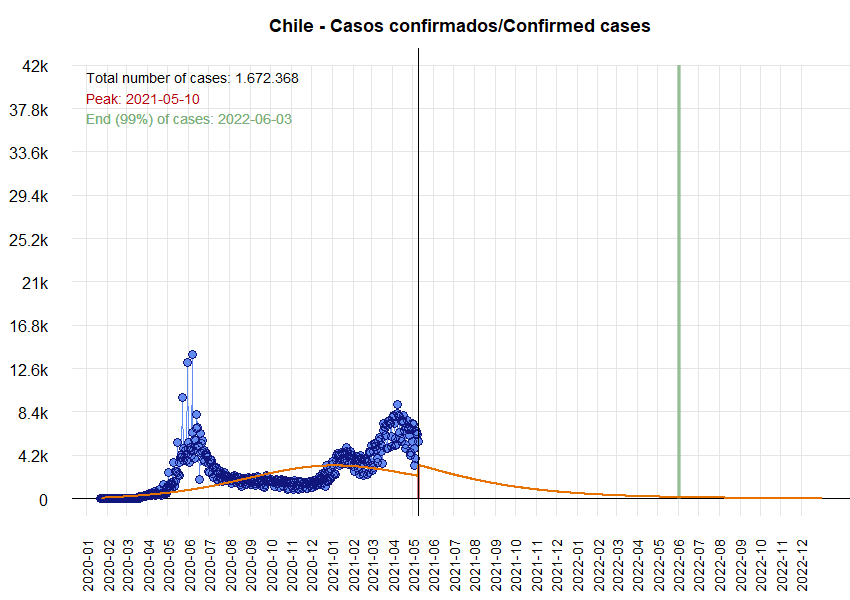 Chile - Casos confirmados/Confirmed cases
42k
37.8k
33.6k
29.4k
25.2k
21k
16.8k
12.6k
8.4k
4.2k
0
Total number of cases: 1.672.368
Peak: 2021-05-10
End (99%) of cases: 2022-06-03
2020-01
2020-02
2020-03
2020-04
2020-05
2020-06
2020-07
2020-08
2020-09
2020-10
2020-11
2020-12
2021-01
2021-02
2021-03
2021-04
2021-05
2021-06
2021-07
2021-08
2021-09
2021-10
2021-11
2021-12
2022-01
2022-02
2022-03
2022-04
2022-05
2022-06
2022-07
2022-08
2022-09
2022-10
2022-11
2022-12